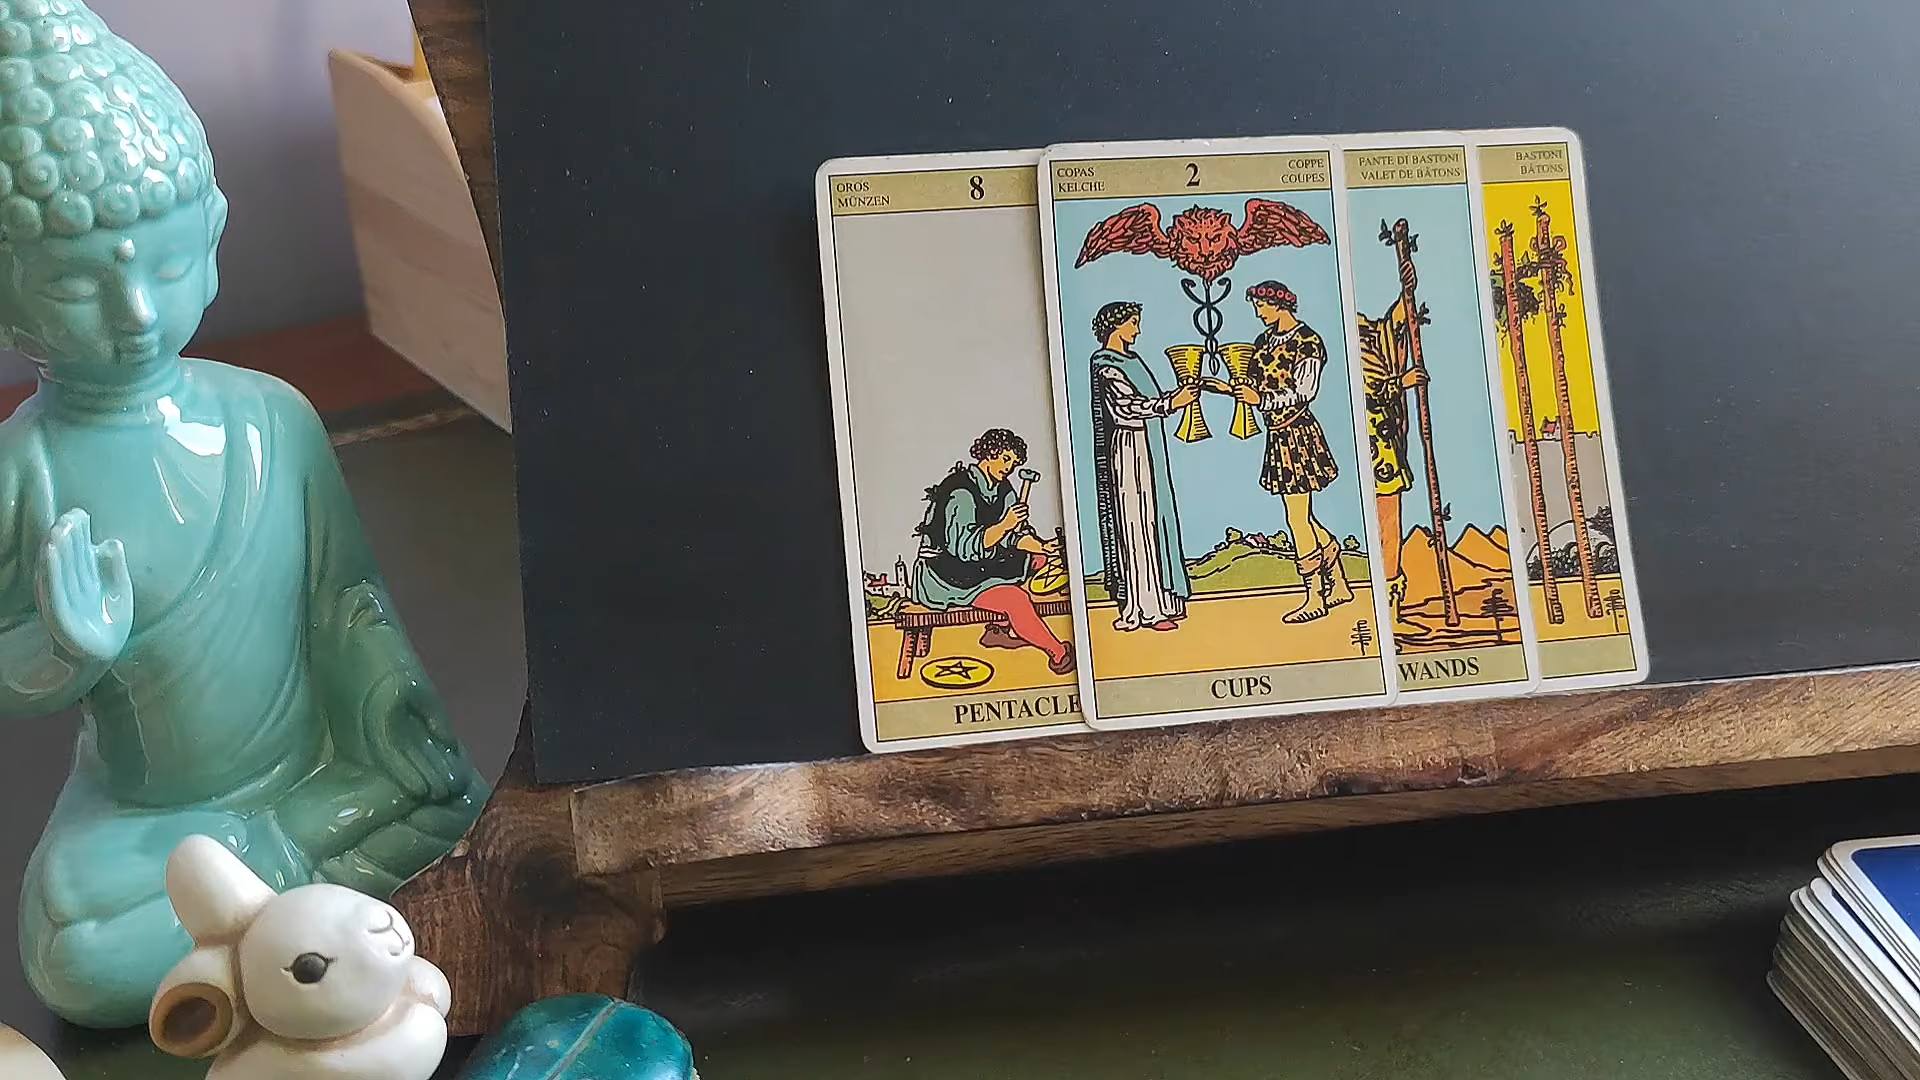 OROS
MÜNZEN
8
PENTACLE
COPAS
KELCHE
2
COPPE
COUPES
CUPS
FANTE DI BASTONI
VALET DE BÂTONS
WANDS
BASTONI
BÂTONS